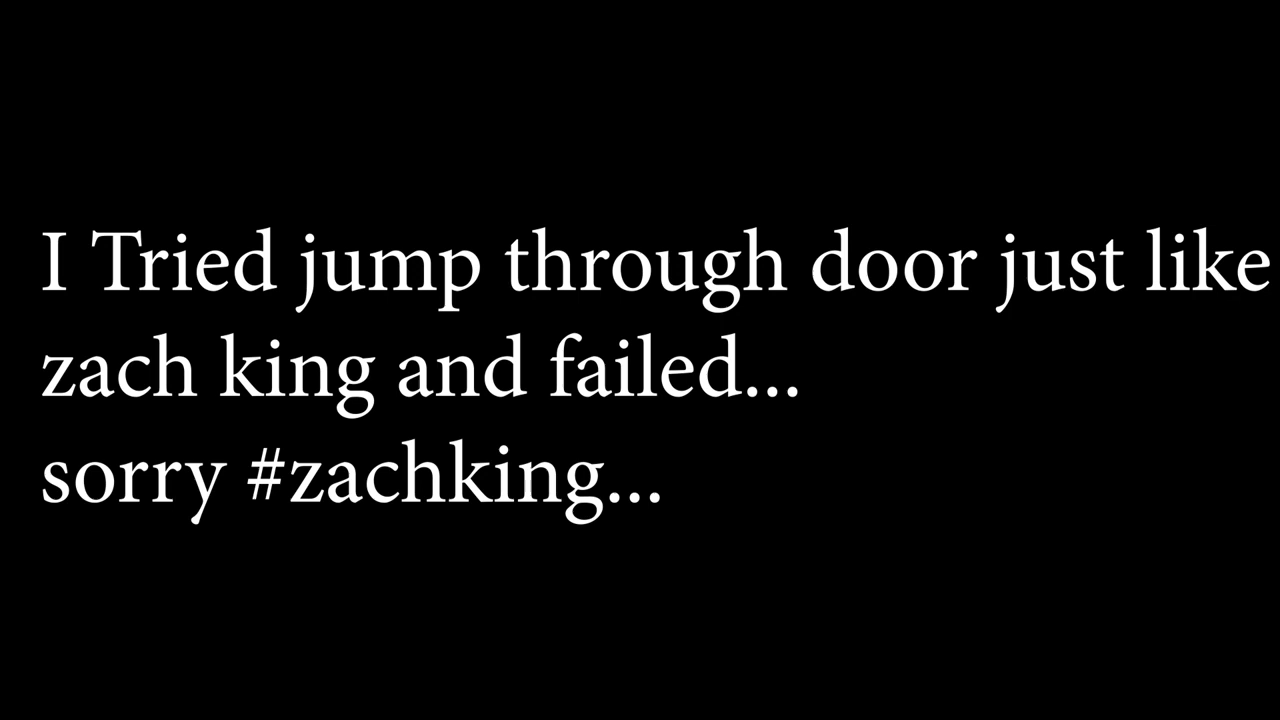 I Tried jump through door just like
zach king and failed...
sorry #zachking...